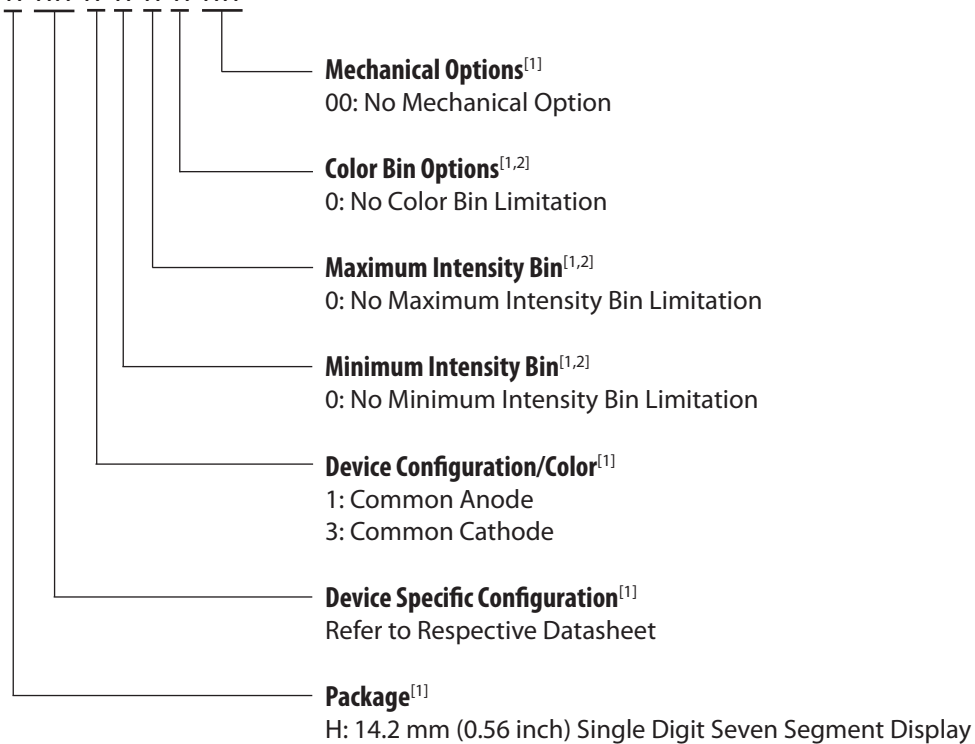 Mechanical Options[1]
00: No Mechanical Option
Color Bin Options[1,2]
0: No Color Bin Limitation
Maximum Intensity Bin[1,2]
0: No Maximum Intensity Bin Limitation
Minimum Intensity Bin[1,2]
0: No Minimum Intensity Bin Limitation
Device Configuration/Color[1]
1: Common Anode
3: Common Cathode
Device Specific Configuration[1]
Refer to Respective Datasheet
Package[1]
H: 14.2 mm (0.56 inch) Single Digit Seven Segment Display